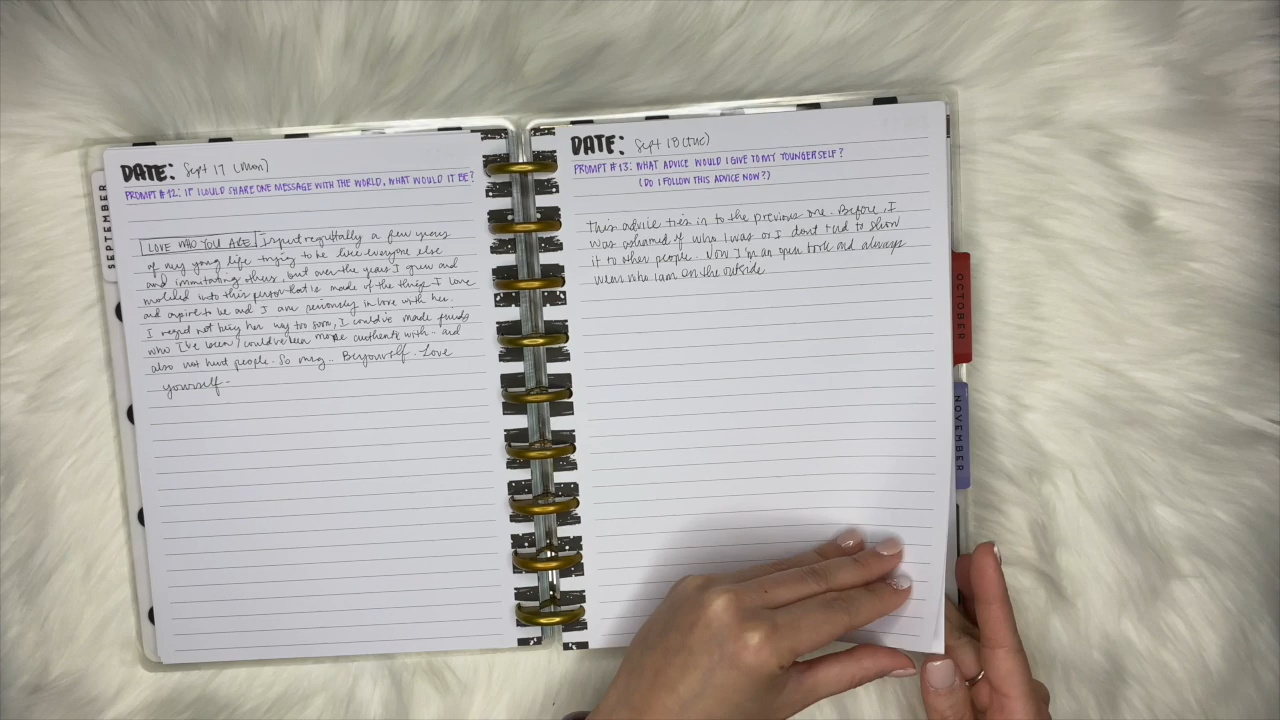 SEPTEMBER
DATE: Sept 17 (Mon)
PROMPT #12: IF I COULD SHARE ONE MESSAGE WITH THE WORLD, WHAT WOULD IT BE?
LOVE WHO YOU ARE I spent regretfully a few years
of my young life trying to be like everyone else
and immitating others, but over the years I grew and
molded into this person that is made of the things I love
and aspire to be and I am seriously in love with her.
I regret not being her way too soon, I could've made friends
who I've been / could've been more authentic with.. and
also not hurt people. So msg.. Be yourself. Love
yourself-
DATE: Sept 18 (tue)
PROMPT #13: WHAT ADVICE WOULD I GIVE TO MY YOUNGER SELF?
(DO I FOLLOW THIS ADVICE NOW?)
This advice ties in to the previous one. Before, I
was ashamed of who I was or I dont tend to show
it to other people. Now I'm an open book and always
wear who I am on the outside
OCTOBER
NOVEMBER